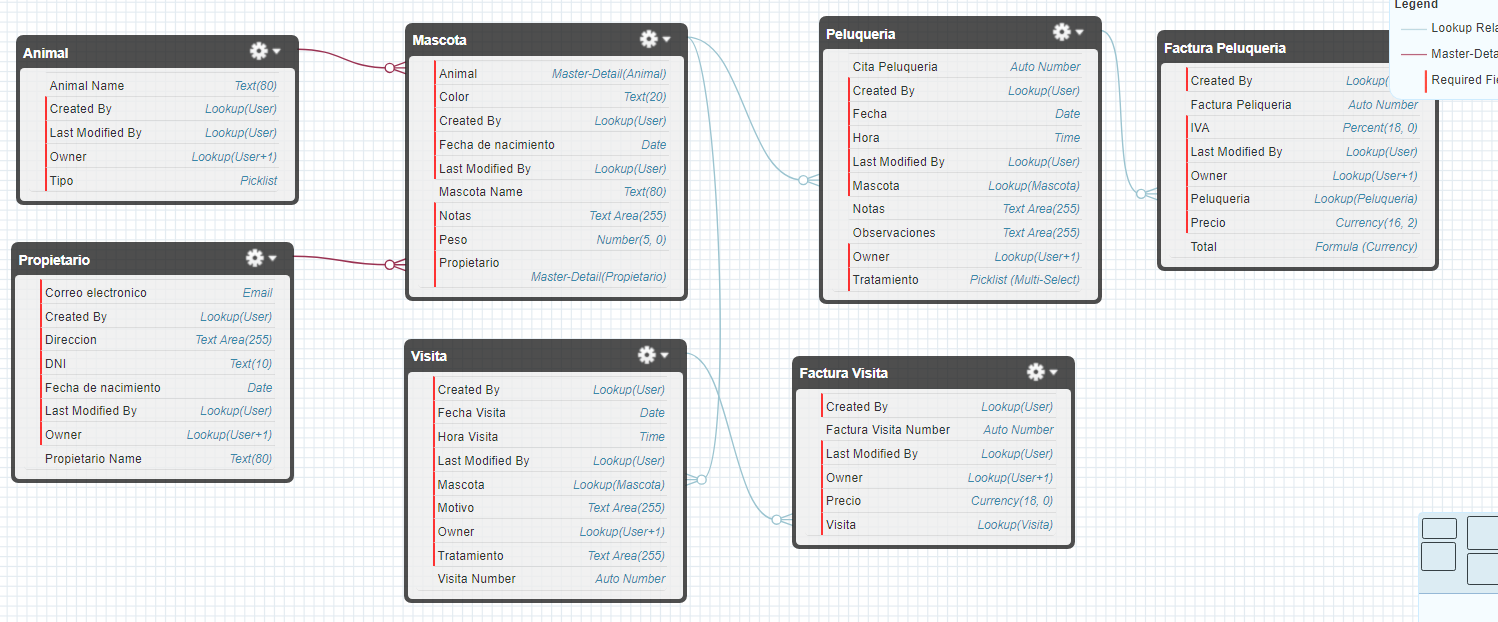 Animal
Animal Name Text(80)
Created By Lookup(User)
Last Modified By Lookup(User)
Owner Lookup(User+1)
Tipo Picklist
Propietario
Correo electronico Email
Created By Lookup(User)
Direccion Text Area(255)
DNI Text(10)
Fecha de nacimiento Date
Last Modified By Lookup(User)
Owner Lookup(User+1)
Propietario Name Text(80)
Mascota
Animal Master-Detail(Animal)
Color Text(20)
Created By Lookup(User)
Fecha de nacimiento Date
Last Modified By Lookup(User)
Mascota Name Text(80)
Notas Text Area(255)
Peso Number(5, 0)
Propietario
Master-Detail(Propietario)
Visita
Created By Lookup(User)
Fecha Visita Date
Hora Visita Time
Last Modified By Lookup(User)
Mascota Lookup(Mascota)
Motivo Text Area(255)
Owner Lookup(User+1)
Tratamiento Text Area(255)
Visita Number Auto Number
Peluqueria
Cita Peluqueria Auto Number
Created By Lookup(User)
Fecha Date
Hora Time
Last Modified By Lookup(User)
Mascota Lookup(Mascota)
Notas Text Area(255)
Observaciones Text Area(255)
Owner Lookup(User+1)
Tratamiento Picklist (Multi-Select)
Factura Visita
Created By Lookup(User)
Factura Visita Number Auto Number
Last Modified By Lookup(User)
Owner Lookup(User+1)
Precio Currency(18, 0)
Visita Lookup(Visita)
Factura Peluqueria
Created By Lookup(
Factura Peliqueria Auto Number
IVA Percent(18, 0)
Last Modified By Lookup(User)
Owner Lookup(User+1)
Peluqueria Lookup(Peluqueria)
Precio Currency(16, 2)
Total Formula (Currency)
Legend
Lookup Rela
Master-Deta
Required Fi